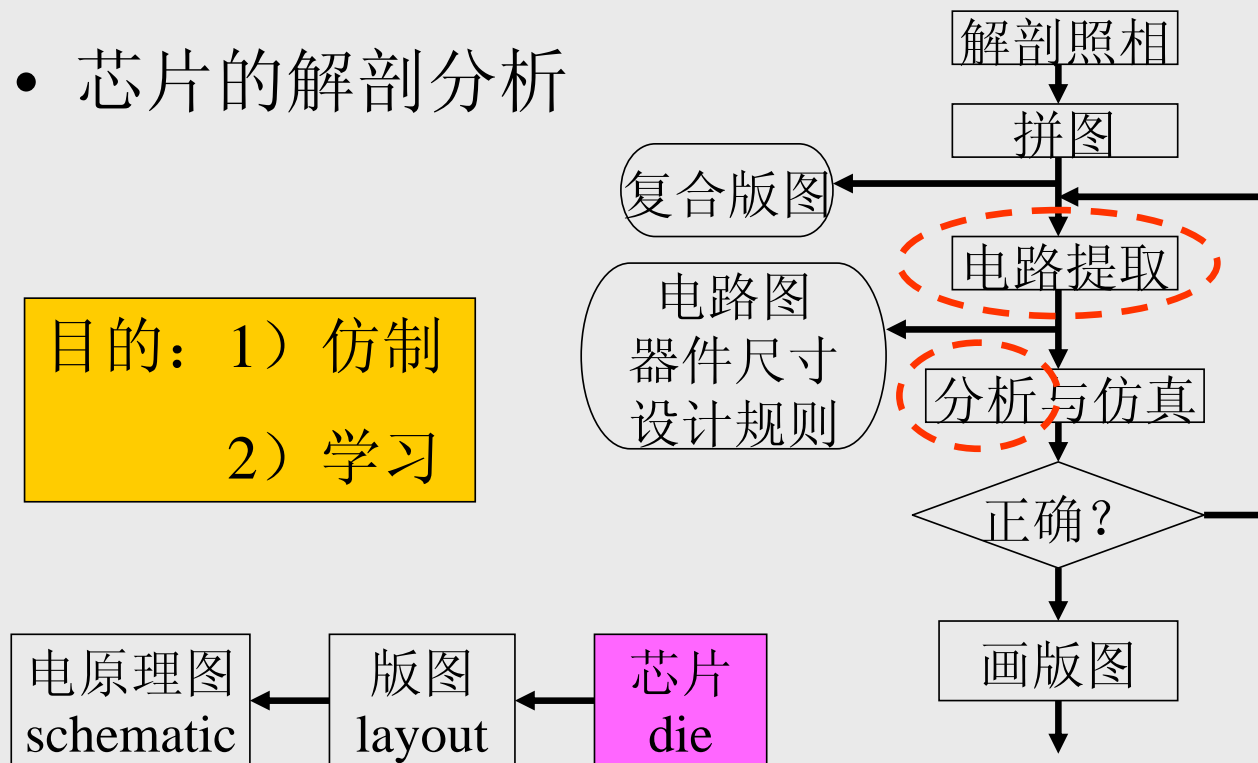 • 芯片的解剖分析
目的：1）仿制
2）学习
解剖照相
拼图
复合版图
电路提取
电路图
器件尺寸
设计规则
分析与仿真
正确？
画版图
电原理图
schematic
版图
layout
芯片
die